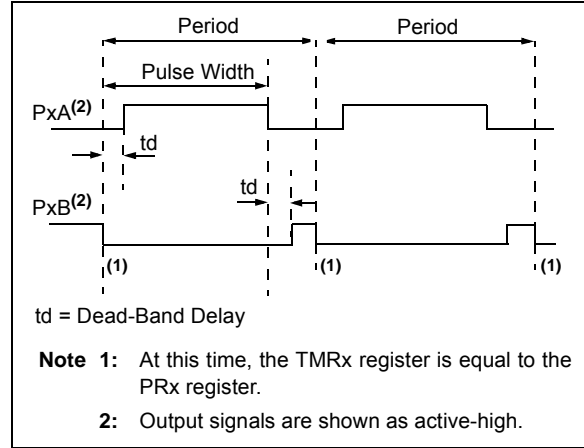 Period Period
Pulse Width
PxA(2)
td
td
PxB(2)
(1) (1) (1)
td = Dead-Band Delay
Note 1: At this time, the TMRx register is equal to the
PRx register.
2: Output signals are shown as active-high.